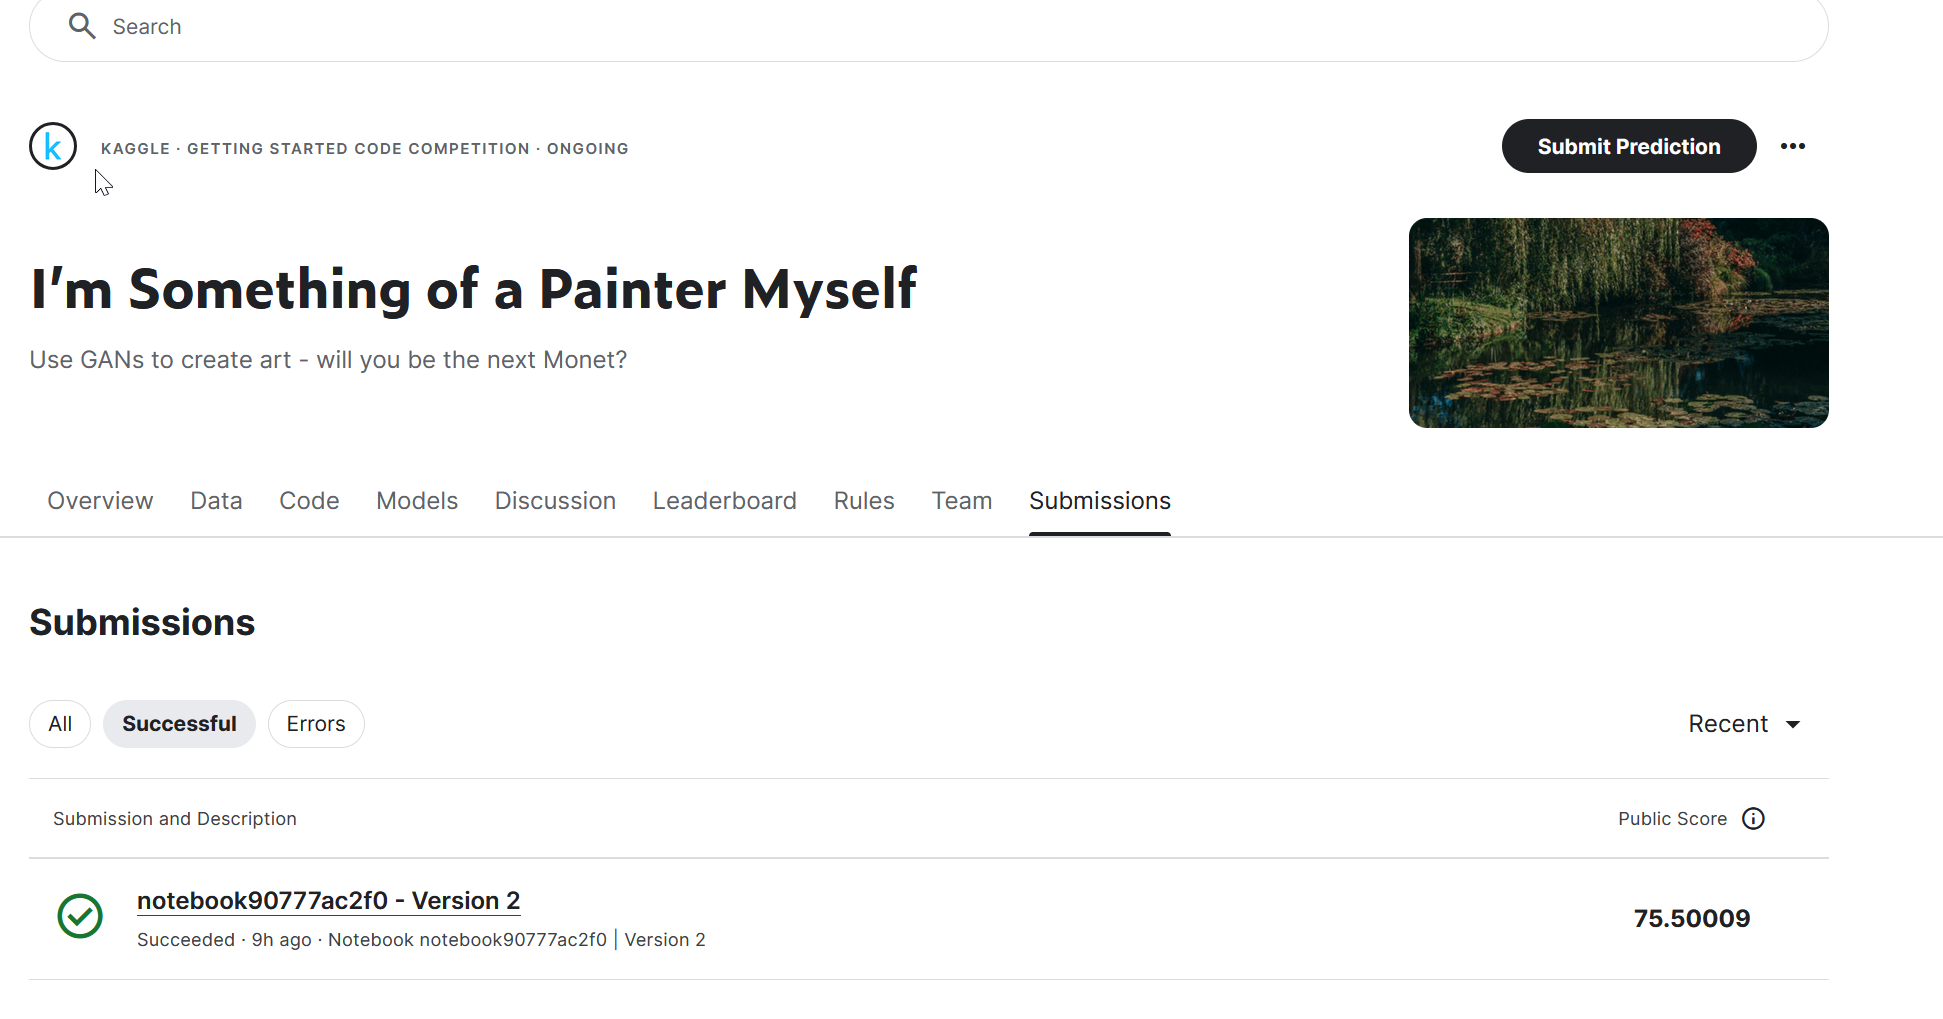 Search
k KAGGLE · GETTING STARTED CODE COMPETITION · ONGOING
Submit Prediction
I'm Something of a Painter Myself
Use GANs to create art - will you be the next Monet?
Overview Data Code Models Discussion Leaderboard Rules Team Submissions
Submissions
All Successful Errors Recent
Submission and Description Public Score
notebook90777ac2f0 - Version 2
75.50009
Succeeded · 9h ago · Notebook notebook90777ac2f0 | Version 2